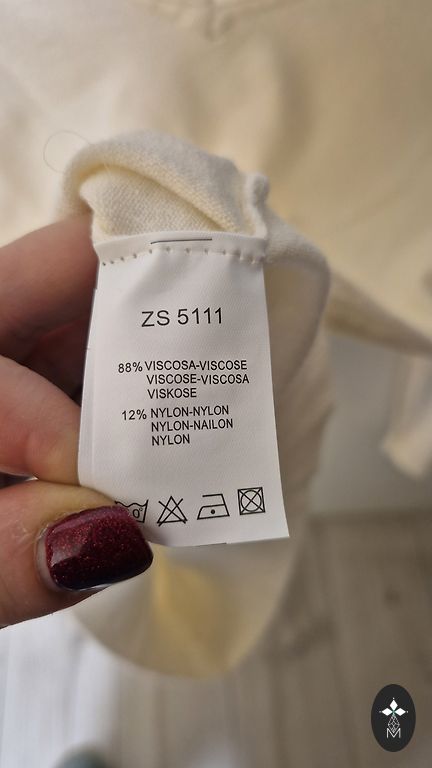 ZS 5111
88% VISCOSA-VISCOSE
VISCOSE-VISCOSA
VISKOSE
12% NYLON-NYLON
NYLON-NAILON
NYLON
M